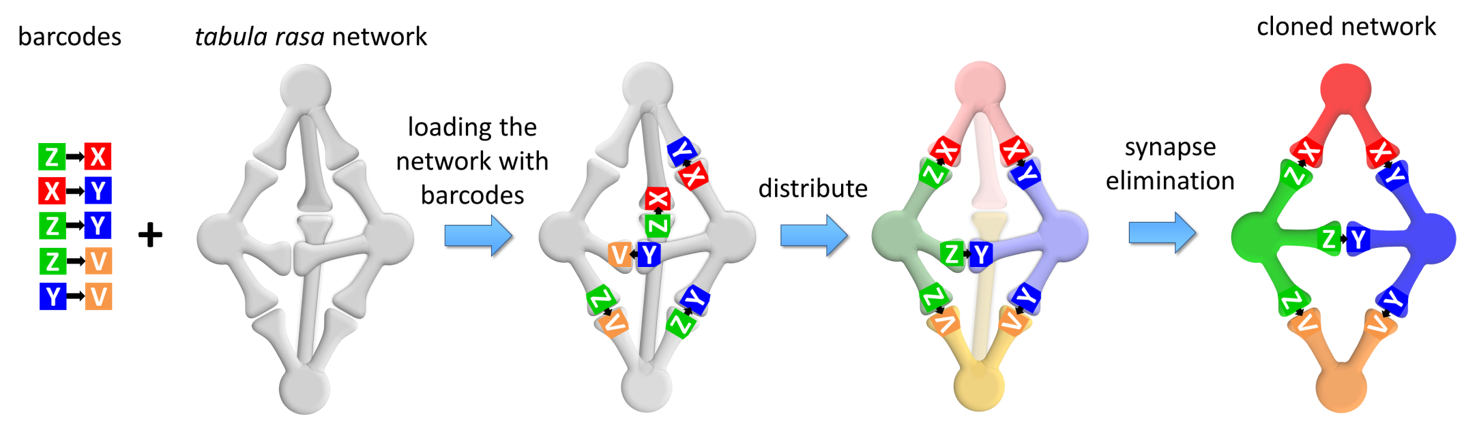 barcodes
tabula rasa network
cloned network
Z X
X Y
Z Y
Z V
Y V
+
loading the
network with
barcodes
Y
X
X
Z
V Y
Z
V
Y
Z
distribute
X X
Z Y
Z Y
Z Y
V V
synapse
elimination
X X
Z Y
Z Y
Z Y
V V